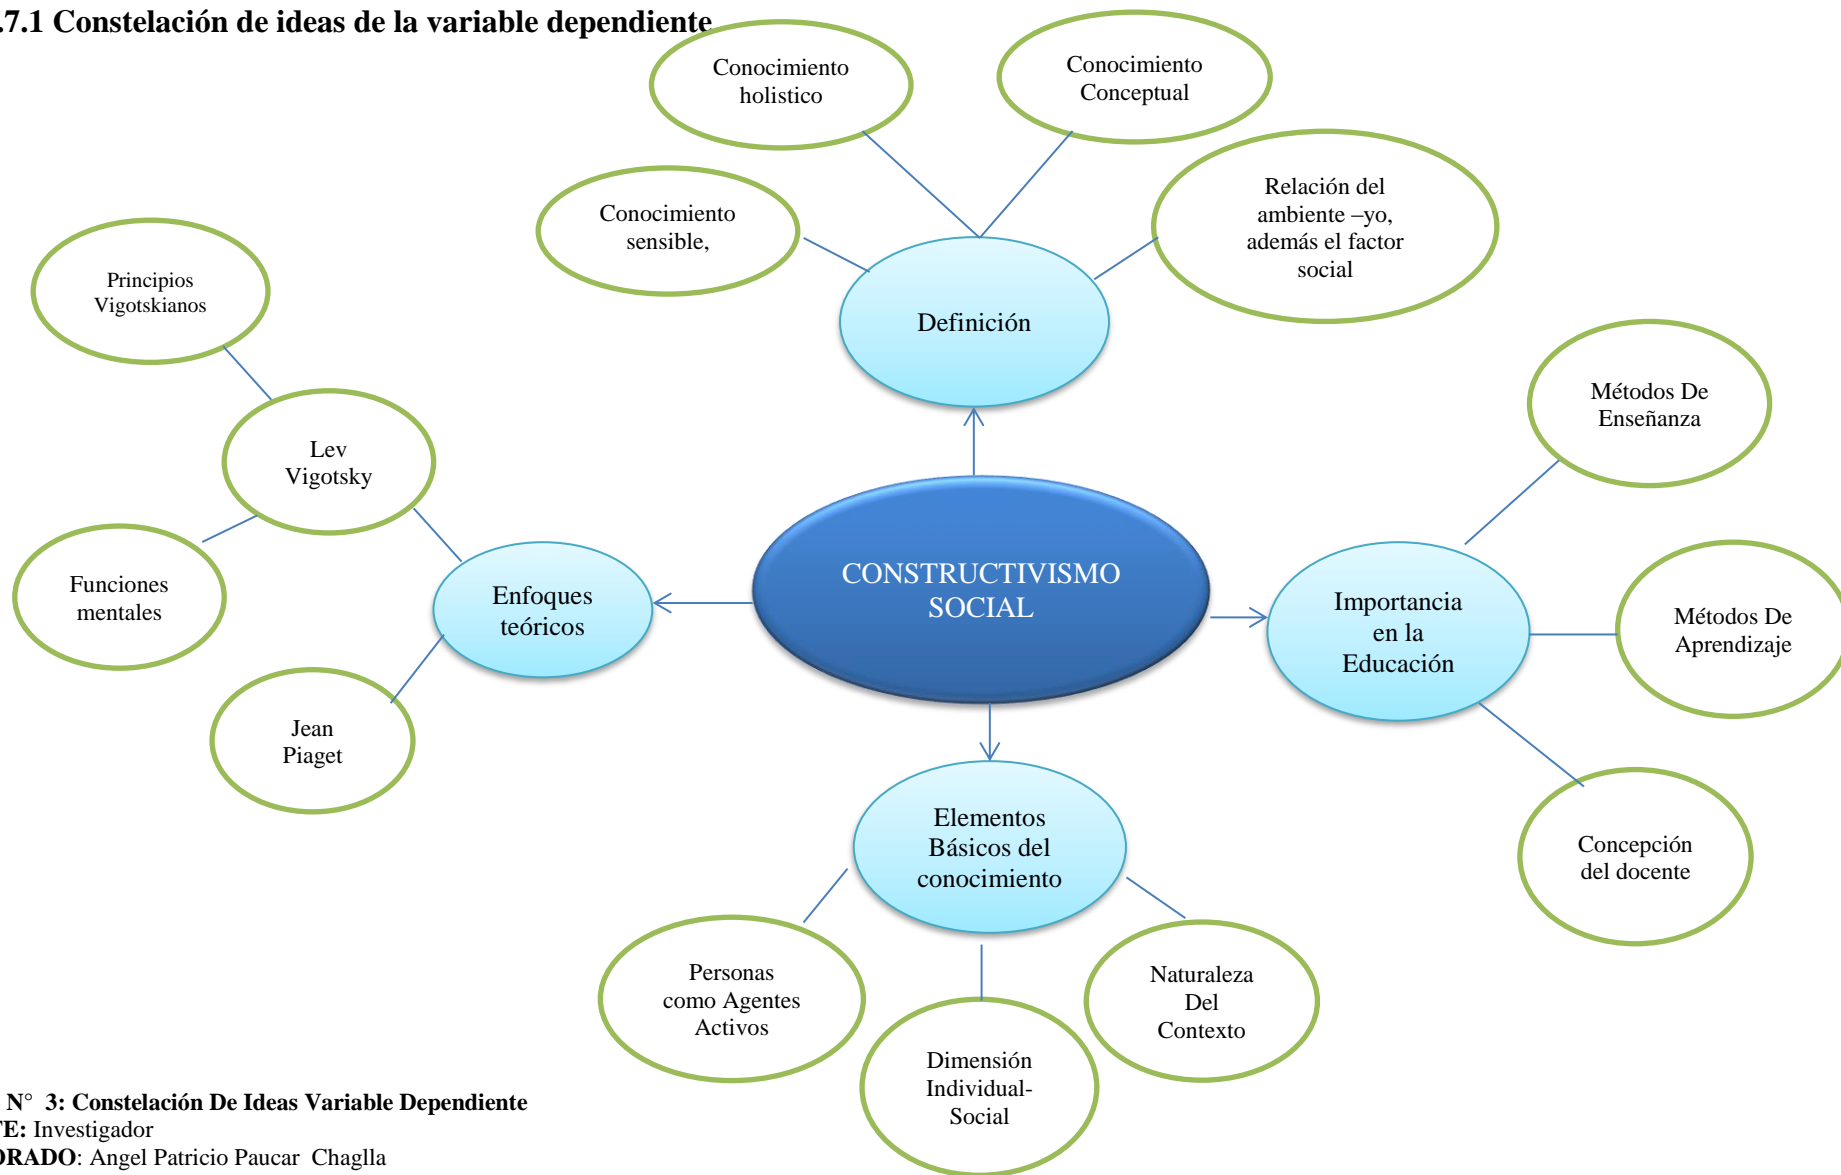 .7.1 Constelación de ideas de la variable dependiente
Conocimiento
holistico
Conocimiento
Conceptual
Conocimiento
sensible,
Relación del
ambiente –yo,
además el factor
social
Definición
Principios
Vigotskianos
Lev
Vigotsky
Funciones
mentales
Enfoques
teóricos
Jean
Piaget
CONSTRUCTIVISMO
SOCIAL
Métodos De
Enseñanza
Importancia
en la
Educación
Métodos De
Aprendizaje
Concepción
del docente
Elementos
Básicos del
conocimiento
Personas
como Agentes
Activos
Dimensión
Individual-
Social
Naturaleza
Del
Contexto
N° 3: Constelación De Ideas Variable Dependiente
TE: Investigador
ORADO: Angel Patricio Paucar Chaglla